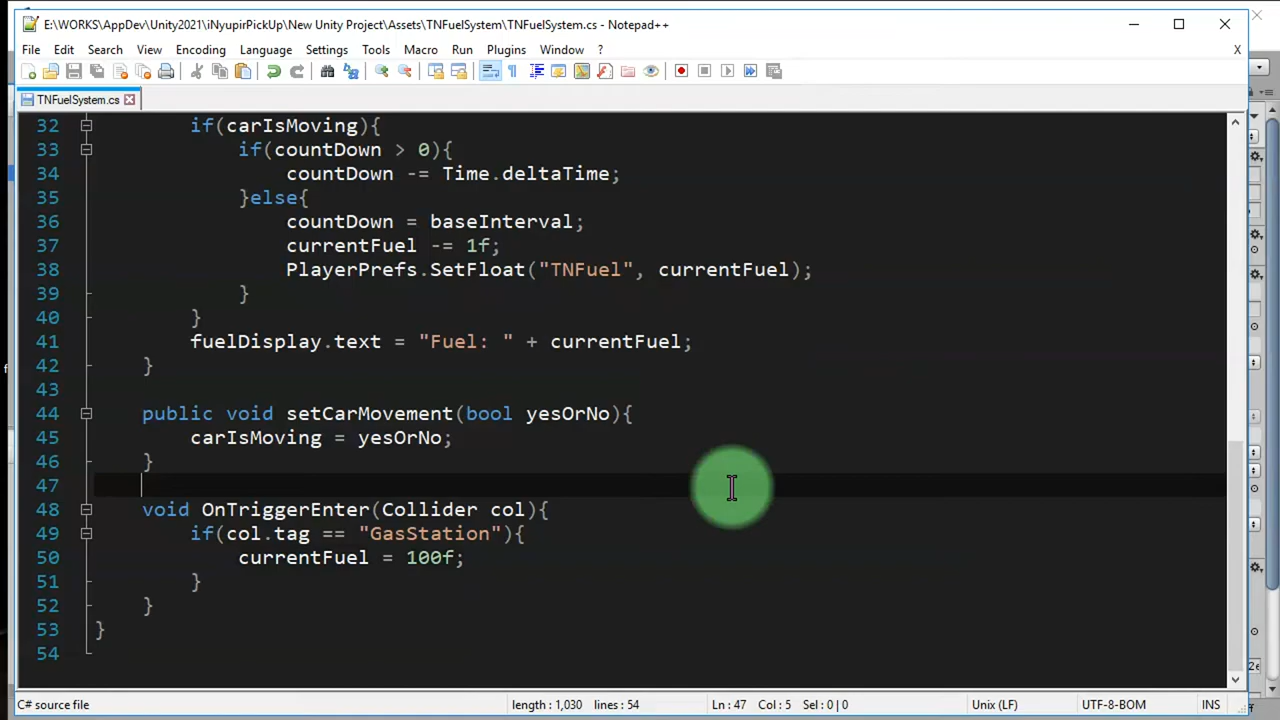 E:\WORKS\AppDev\Unity2021\iNyupirPickUp\New Unity Project\Assets\TNFuelSystem\TNFuelSystem.cs - Notepad++
File Edit Search View Encoding Language Settings Tools Macro Run Plugins Window ? X
TNFuelSystem.cs
32 if(carIsMoving){
33 if(countDown > 0){
34 countDown -= Time.deltaTime;
35 }else{
36 countDown = baseInterval;
37 currentFuel -= 1f;
38 PlayerPrefs.SetFloat("TNFuel", currentFuel);
39 }
40 }
41 fuelDisplay.text = "Fuel: " + currentFuel;
42 }
43
44 public void setCarMovement(bool yesOrNo){
45 carIsMoving = yesOrNo;
46 }
47
48 void OnTriggerEnter(Collider col){
49 if(col.tag == "GasStation"){
50 currentFuel = 100f;
51 }
52 }
53 }
54
C# source file length : 1,030 lines : 54 Ln : 47 Col : 5 Sel : 0 | 0 Unix (LF) UTF-8-BOM INS